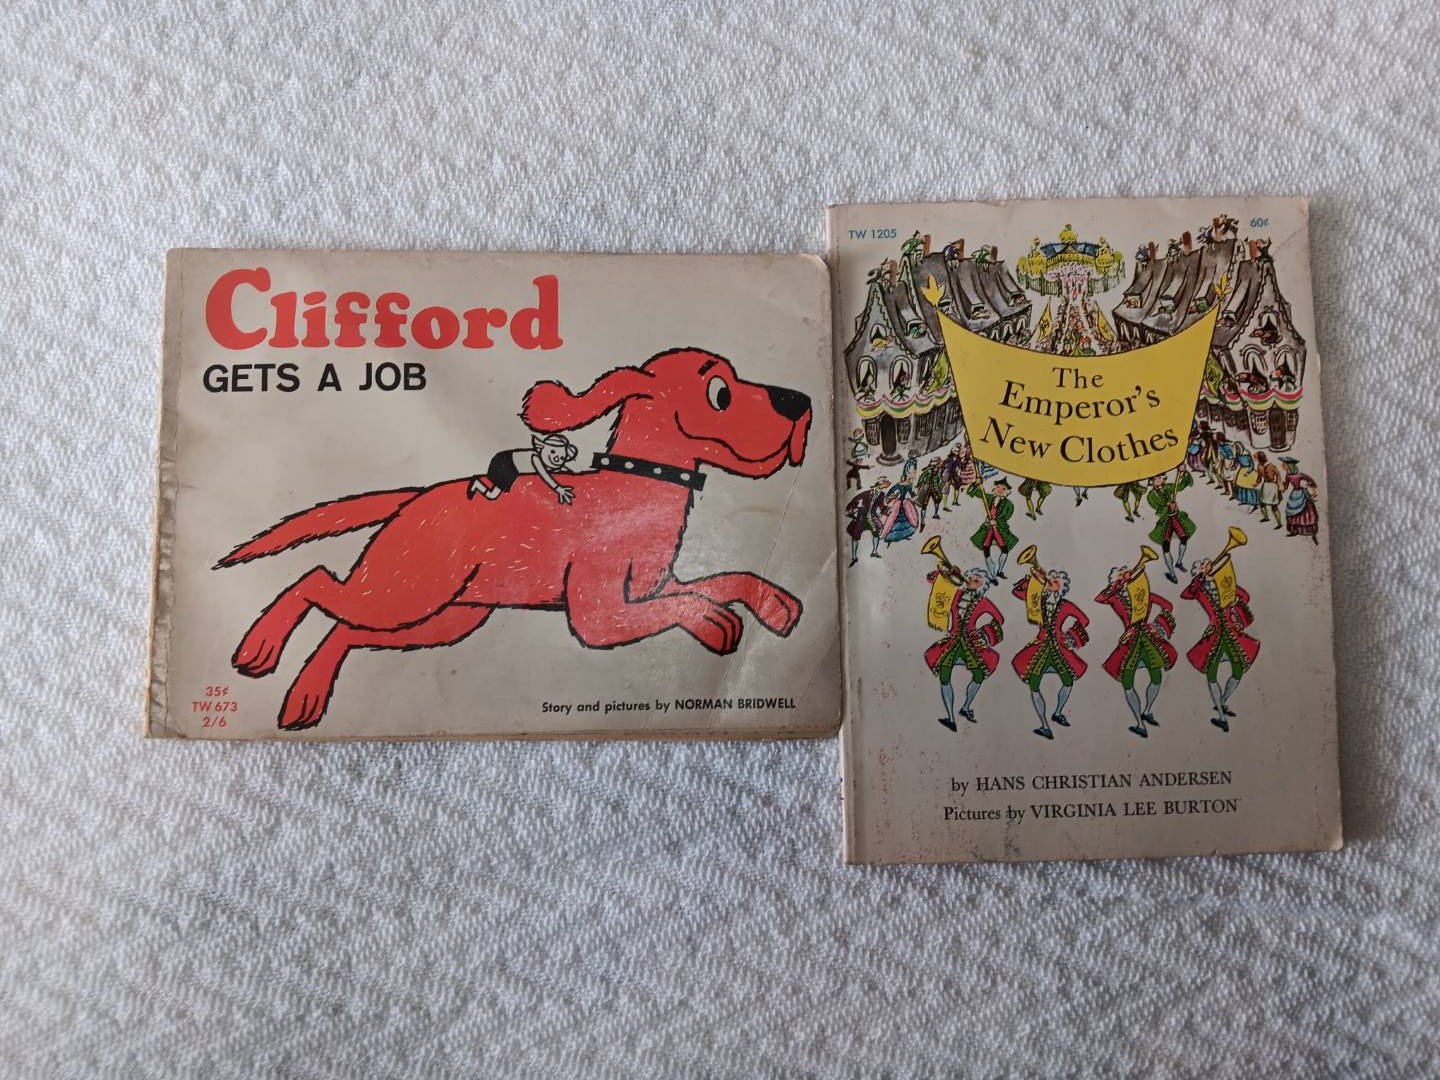 Clifford
GETS A JOB
35¢
TW 673
2/6
Story and pictures by NORMAN BRIDWELL
TW 1205
60¢
The
Emperor's
New Clothes
by HANS CHRISTIAN ANDERSEN
Pictures by VIRGINIA LEE BURTON